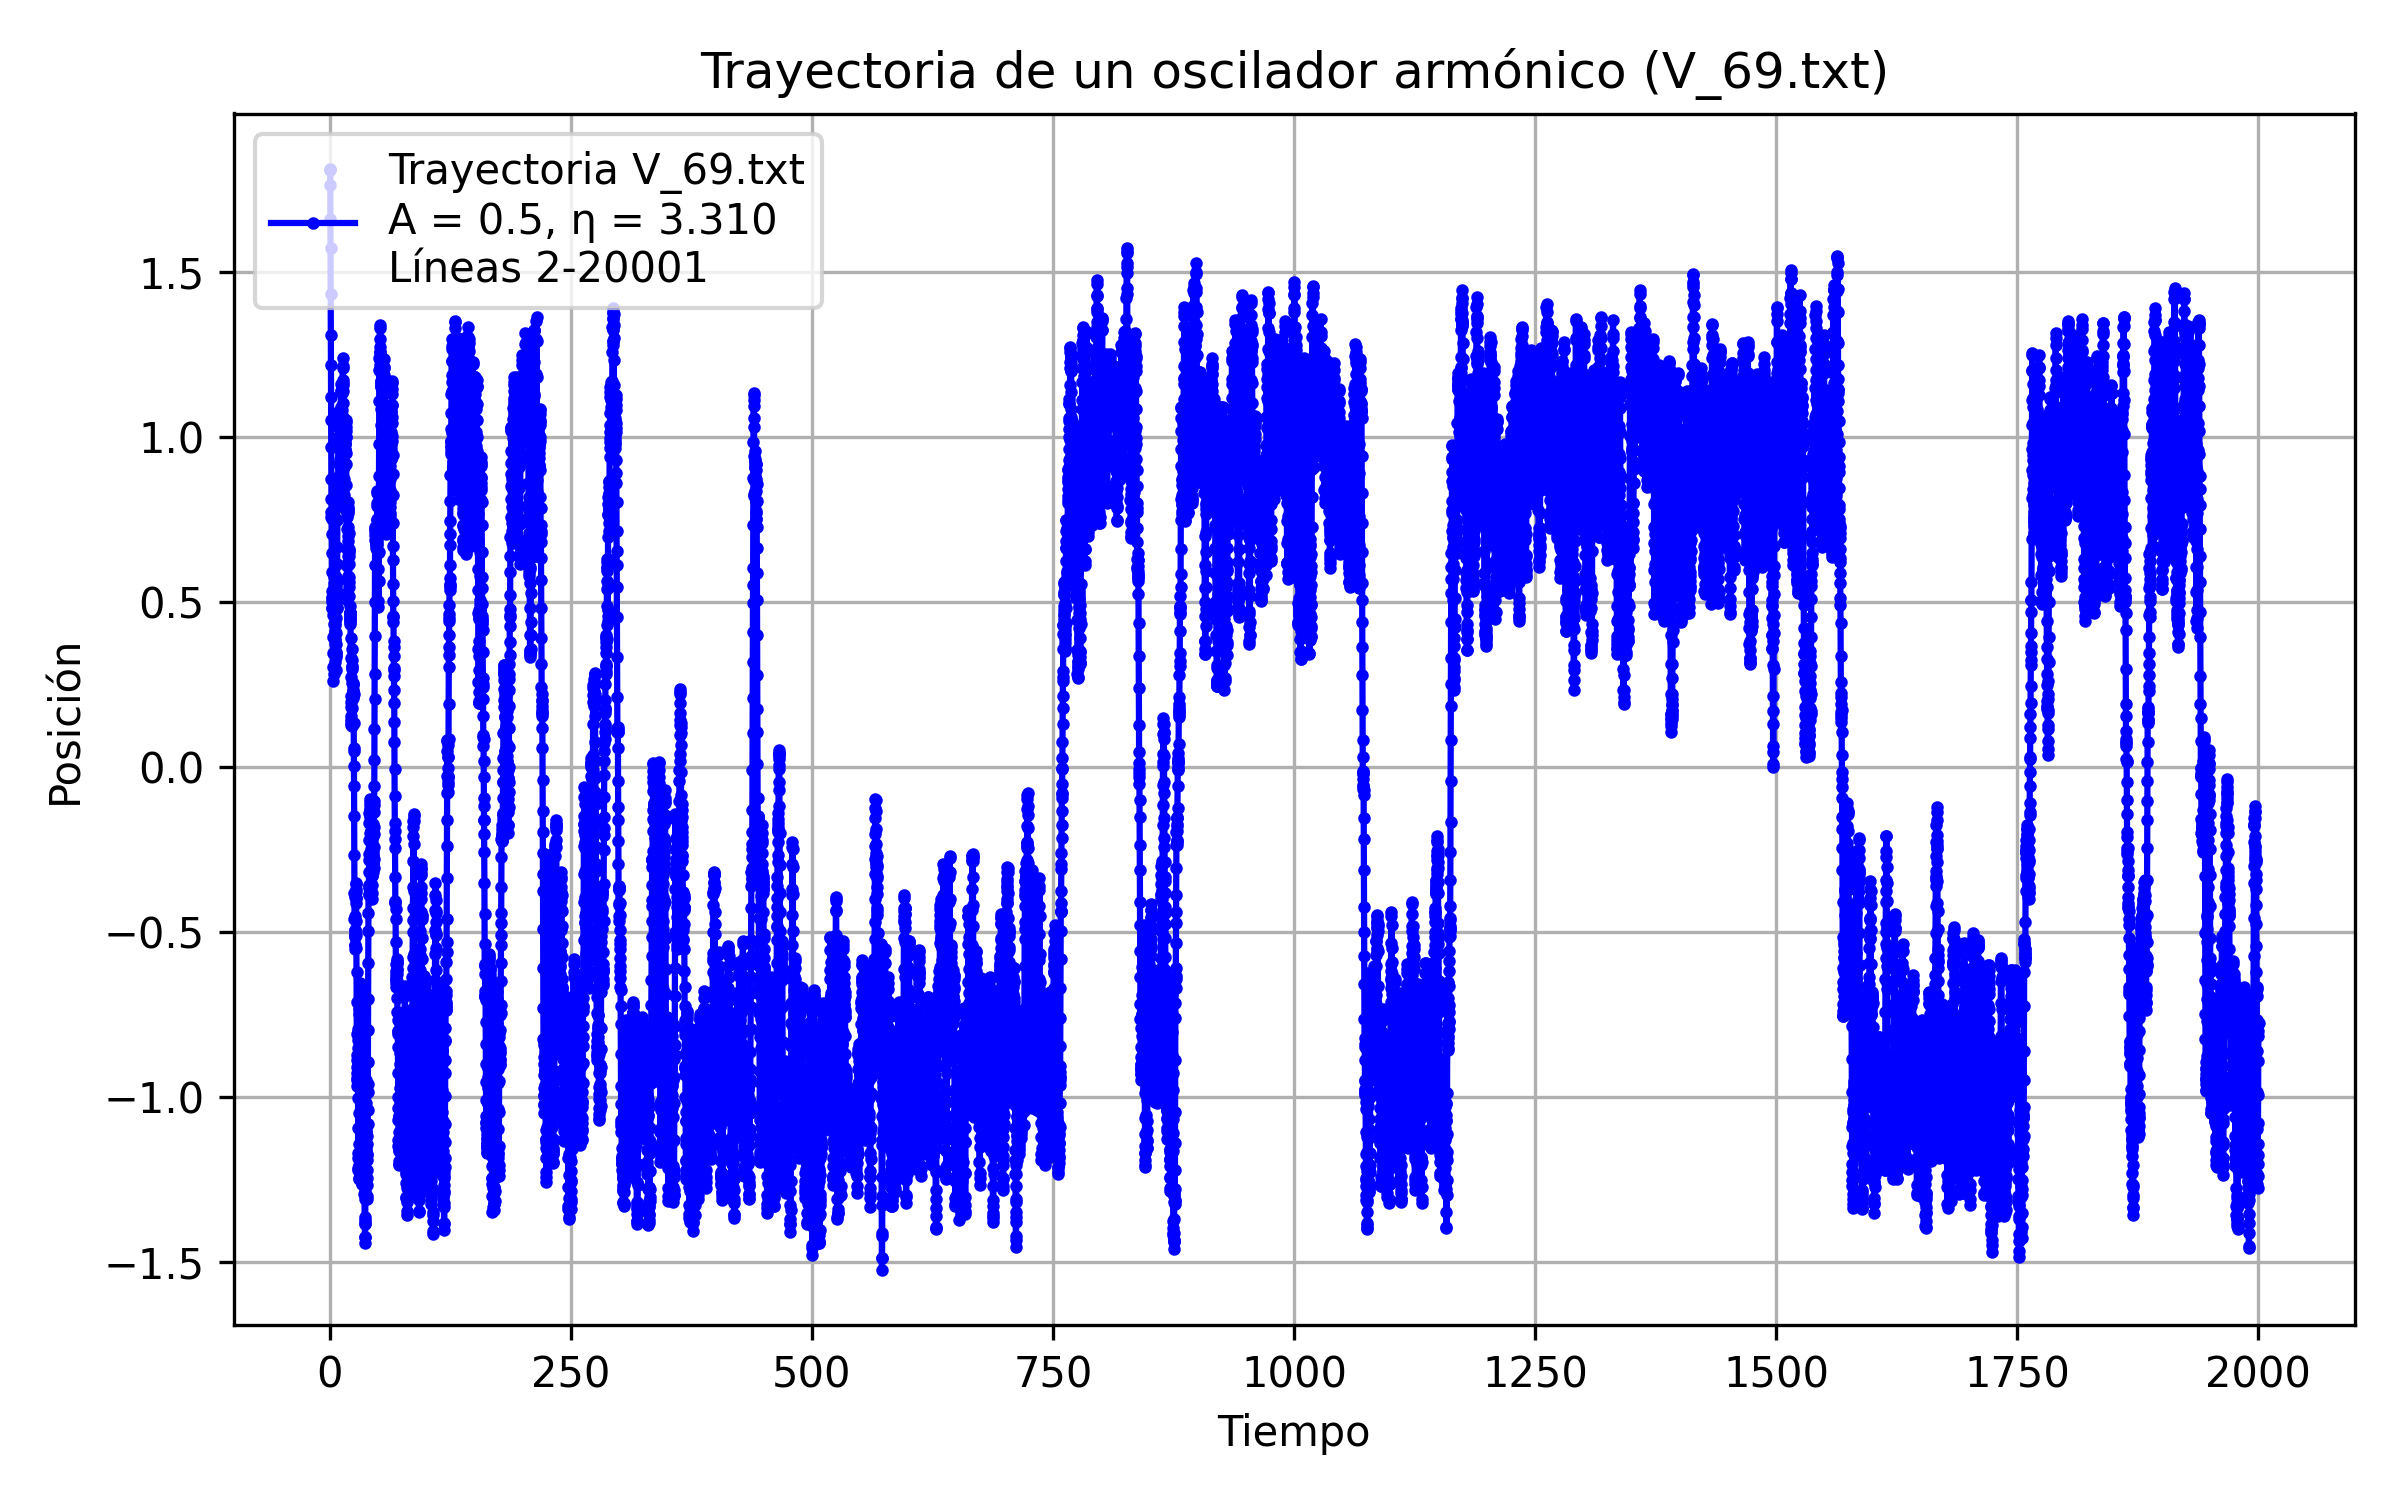 Trayectoria de un oscilador armónico (V_69.txt)
Trayectoria V_69.txt
A = 0.5, η = 3.310
Líneas 2-20001
1.5
1.0
0.5
0.0
−0.5
−1.0
−1.5
Posición
0 250 500 750 1000 1250 1500 1750 2000
Tiempo